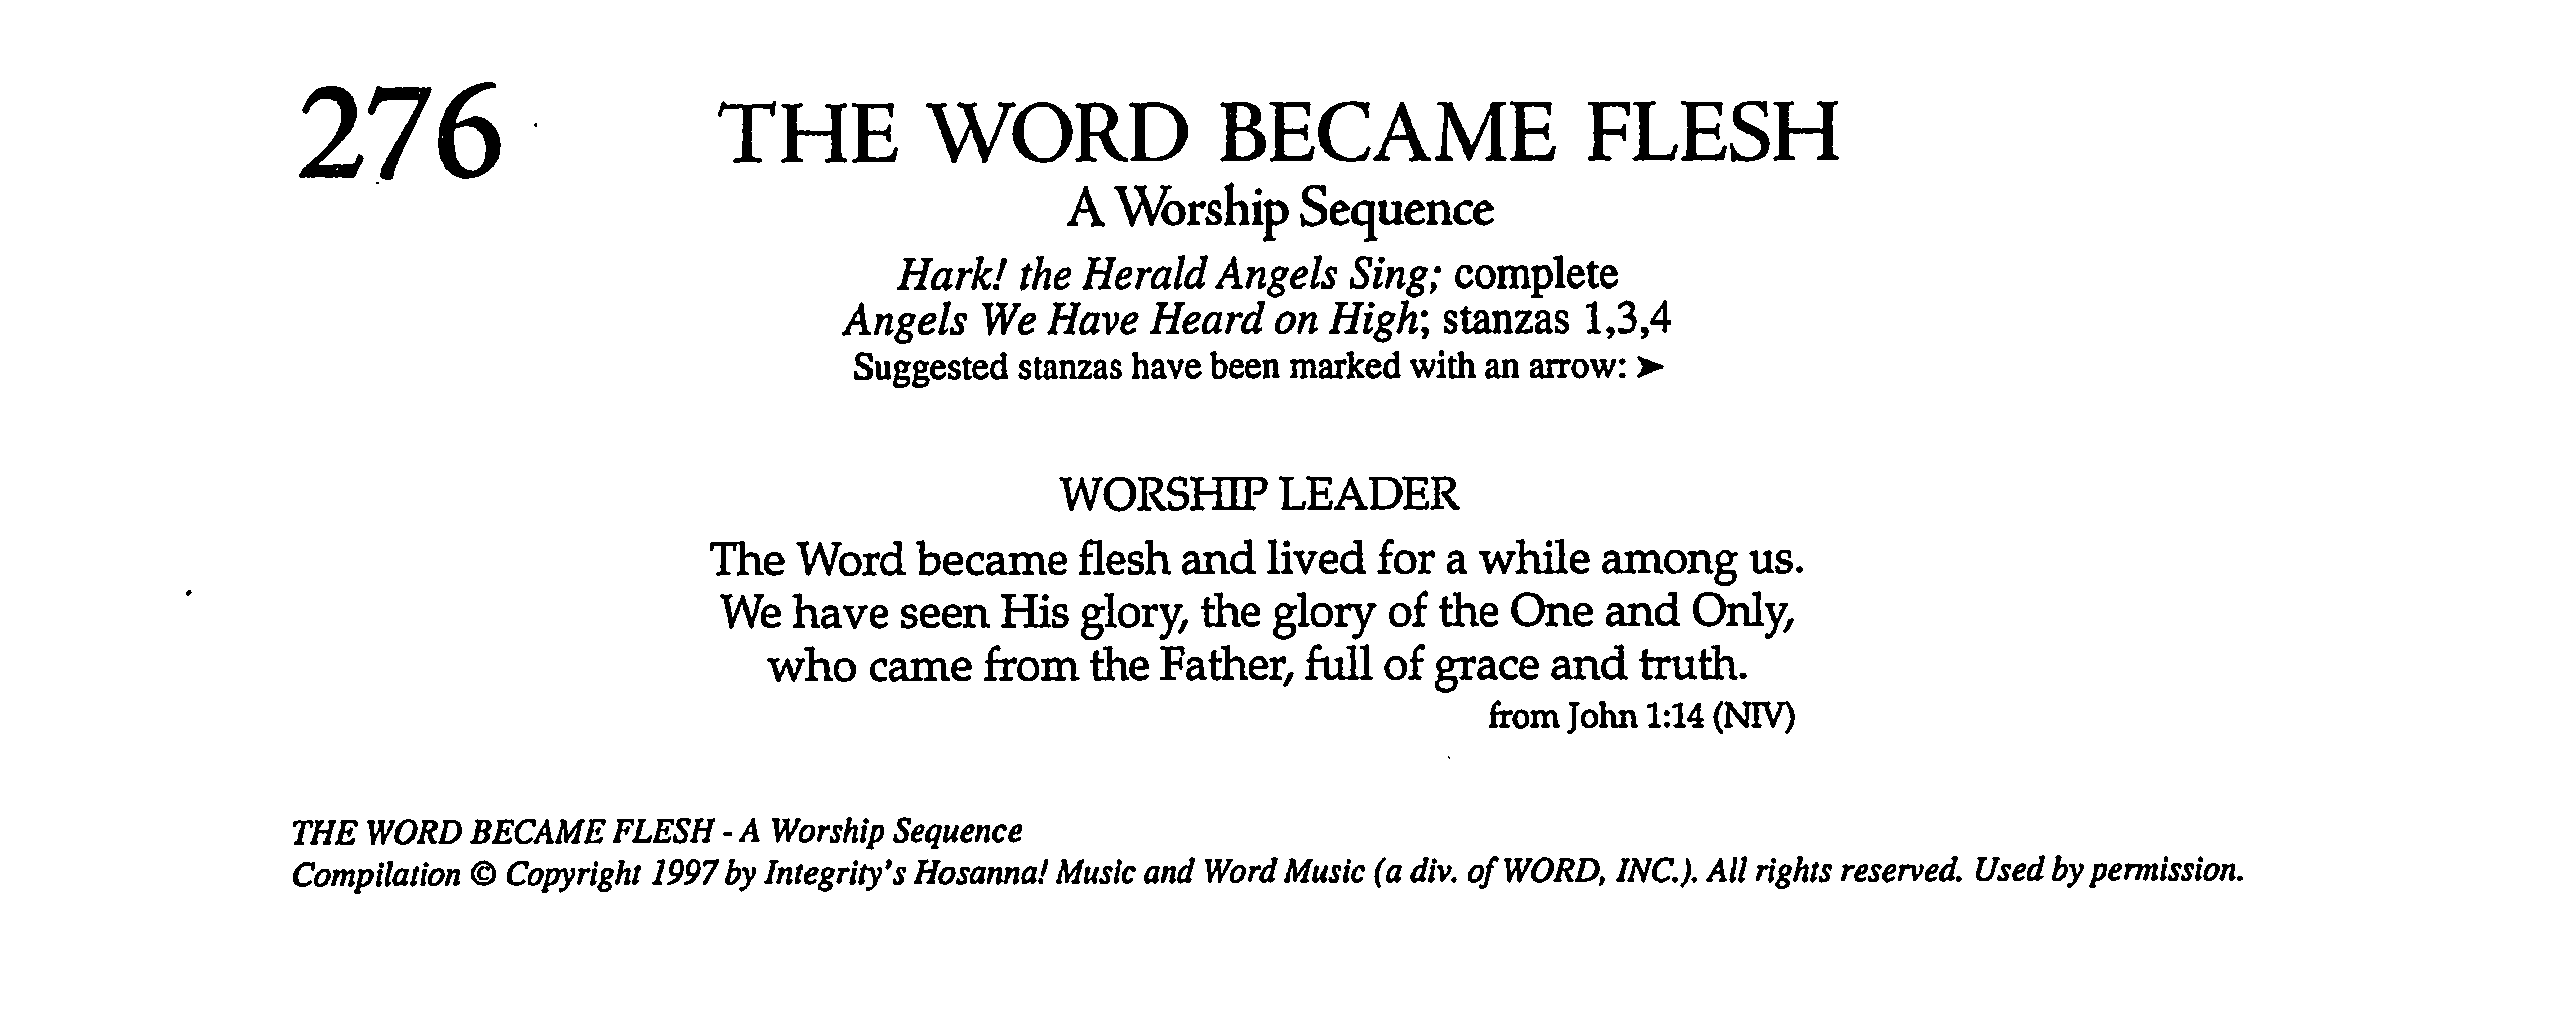 276
THE WORD BECAME FLESH
A Worship Sequence
Hark! the Herald Angels Sing; complete
Angels We Have Heard on High; stanzas 1,3,4
Suggested stanzas have been marked with an arrow: ➤
WORSHIP LEADER
The Word became flesh and lived for a while among us.
We have seen His glory, the glory of the One and Only,
who came from the Father, full of grace and truth.
from John 1:14 (NIV)
THE WORD BECAME FLESH - A Worship Sequence
Compilation © Copyright 1997 by Integrity's Hosanna! Music and Word Music (a div. of WORD, INC.). All rights reserved. Used by permission.